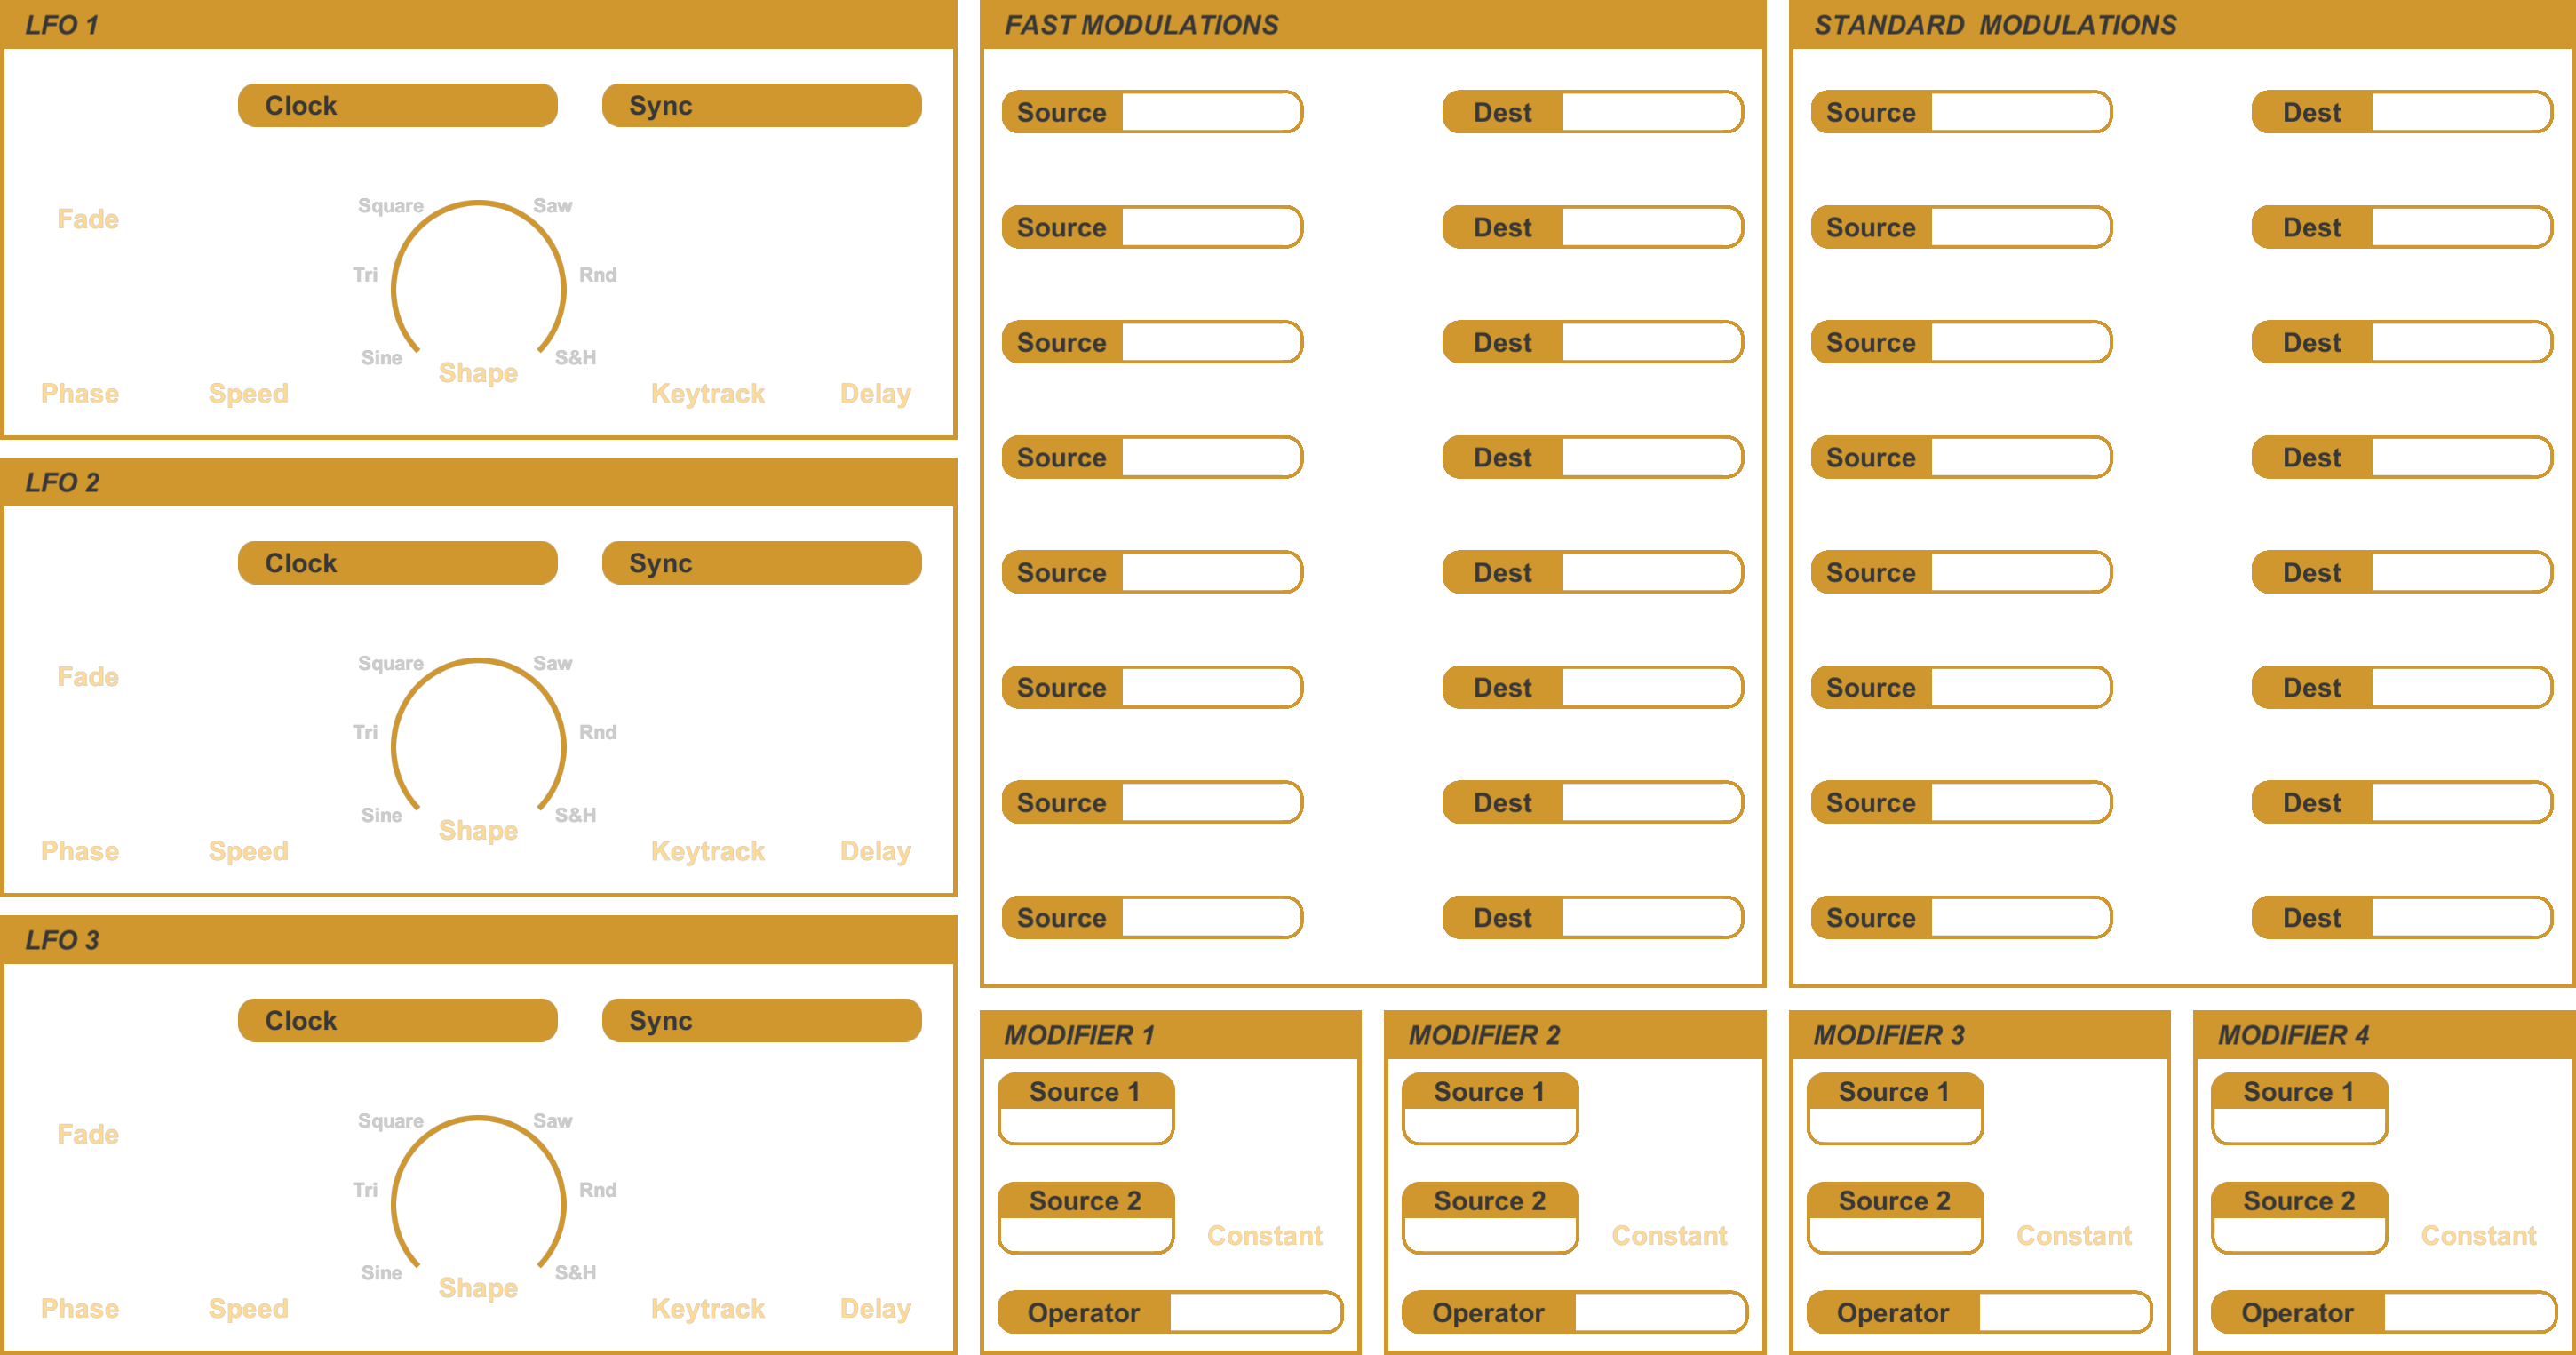 LFO 1
Clock Sync
Square Saw
Fade
Tri Rnd
Sine S&H
Shape
Phase Speed Keytrack Delay
LFO 2
Clock Sync
Square Saw
Fade
Tri Rnd
Sine S&H
Shape
Phase Speed Keytrack Delay
LFO 3
Clock Sync
Square Saw
Fade
Tri Rnd
Sine S&H
Shape
Phase Speed Keytrack Delay
FAST MODULATIONS
Source Dest
Source Dest
Source Dest
Source Dest
Source Dest
Source Dest
Source Dest
Source Dest
STANDARD MODULATIONS
Source Dest
Source Dest
Source Dest
Source Dest
Source Dest
Source Dest
Source Dest
Source Dest
MODIFIER 1
Source 1
Source 2
Constant
Operator
MODIFIER 2
Source 1
Source 2
Constant
Operator
MODIFIER 3
Source 1
Source 2
Constant
Operator
MODIFIER 4
Source 1
Source 2
Constant
Operator